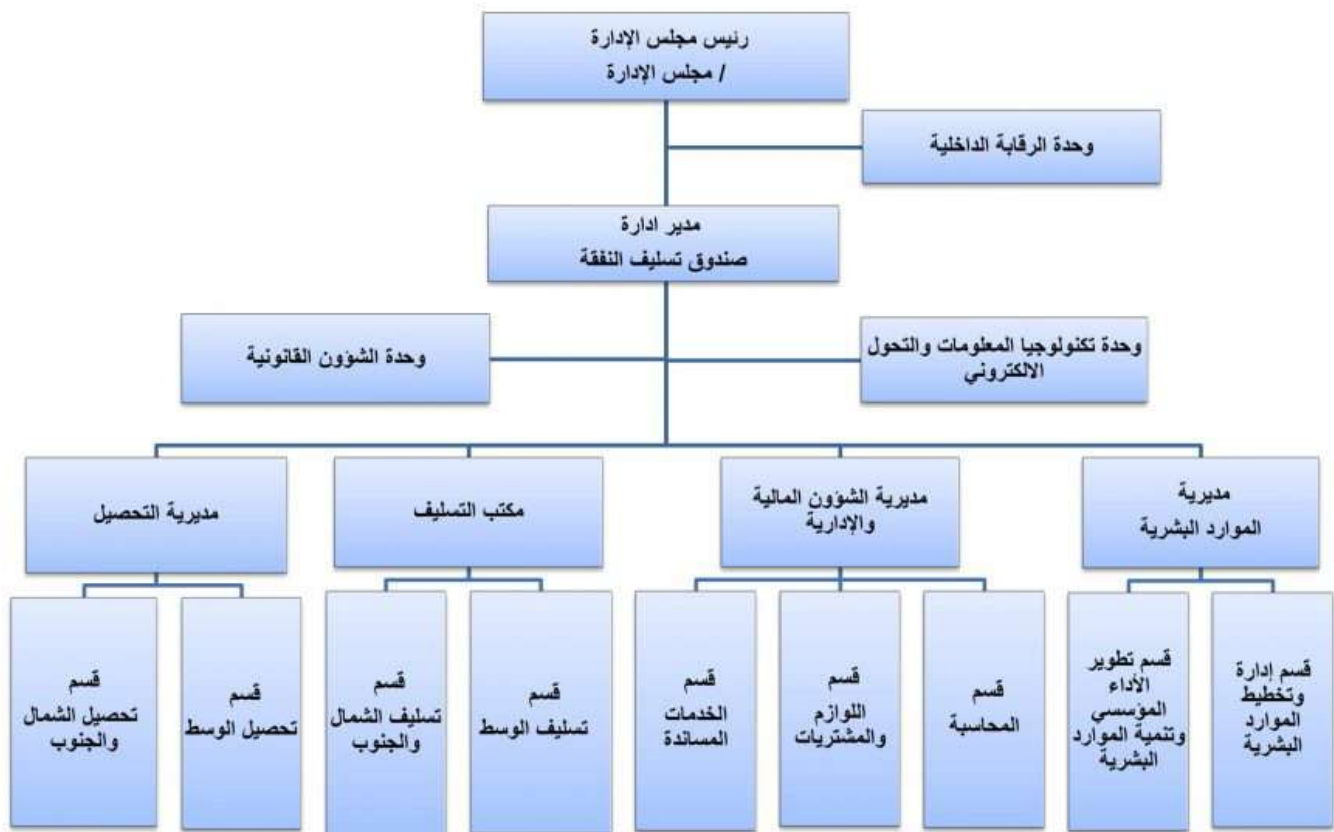 رئيس مجلس الإدارة
/ مجلس الإدارة
وحدة الرقابة الداخلية
مدير ادارة
صندوق تسليف النفقة
وحدة تكنولوجيا المعلومات والتحول
الالكتروني
وحدة الشؤون القانونية
مديرية
الموارد البشرية
مديرية الشؤون المالية
والإدارية
مكتب التسليف
مديرية التحصيل
قسم إدارة
وتخطيط
الموارد
البشرية
قسم تطوير
الأداء
المؤسسي
وتنمية الموارد
البشرية
قسم
المحاسبة
قسم
اللوازم
والمشتريات
قسم
الخدمات
المساندة
قسم
تسليف الوسط
قسم
تسليف الشمال
والجنوب
قسم
تحصيل الوسط
قسم
تحصيل الشمال
والجنوب